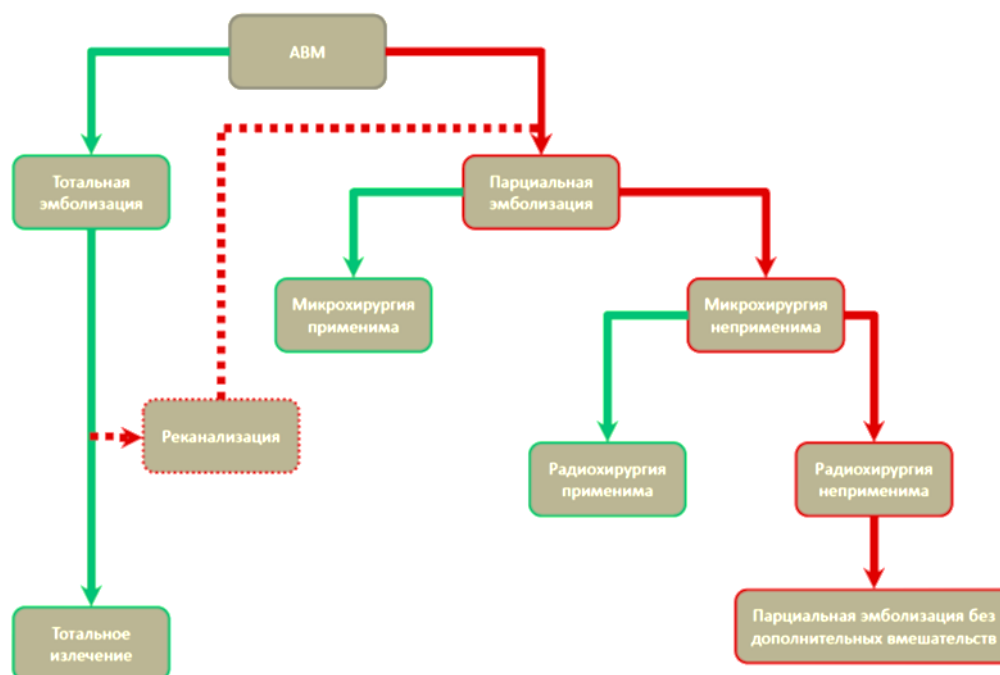 АВМ
Тотальная
эмболизация
Парциальная
эмболизация
Микрохирургия
применима
Микрохирургия
неприменима
Реканализация
Радиохирургия
применима
Радиохирургия
неприменима
Парциальная эмболизация без
дополнительных вмешательств
Тотальное
излечение